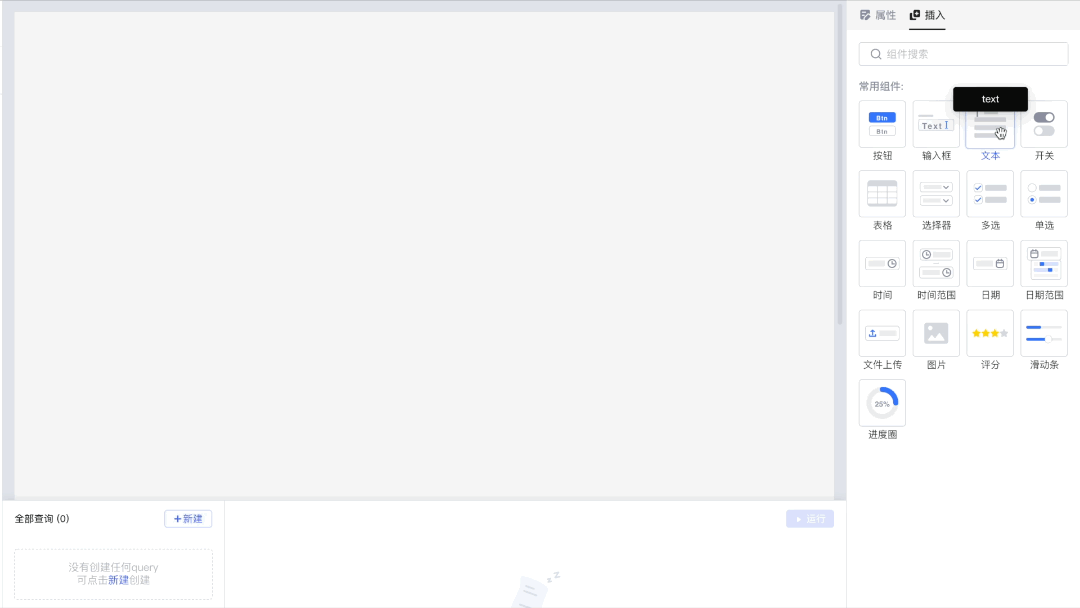 属性 插入
组件搜索
常用组件:
text
Btn
Btn
Text
按钮 输入框 文本 开关
表格 选择器 多选 单选
时间 时间范围 日期 日期范围
文件上传 图片 评分 滑动条
25%
进度圈
全部查询 (0)
+新建
运行
没有创建任何query
可点击新建创建
z Z